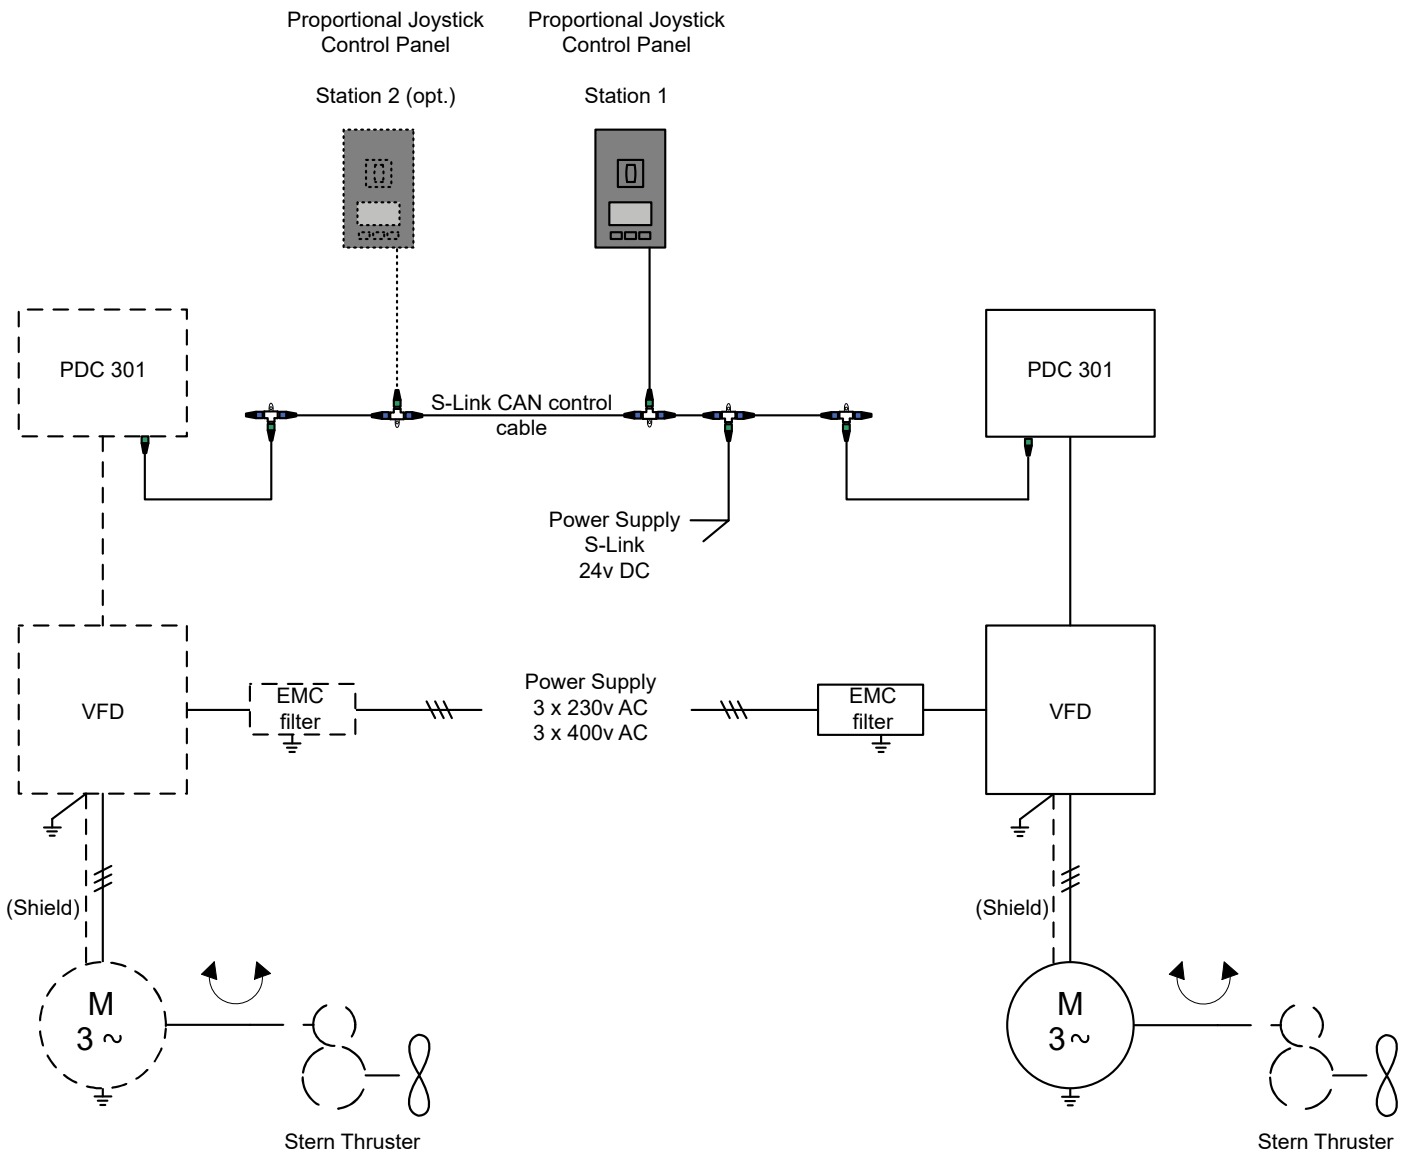 Proportional Joystick
Control Panel
Station 2 (opt.)
Proportional Joystick
Control Panel
Station 1
PDC 301
S-Link CAN control
cable
PDC 301
Power Supply
S-Link
24v DC
VFD
EMC
filter
Power Supply
3 x 230v AC
3 x 400v AC
EMC
filter
VFD
(Shield)
(Shield)
M
3 ~
M
3 ~
Stern Thruster
Stern Thruster